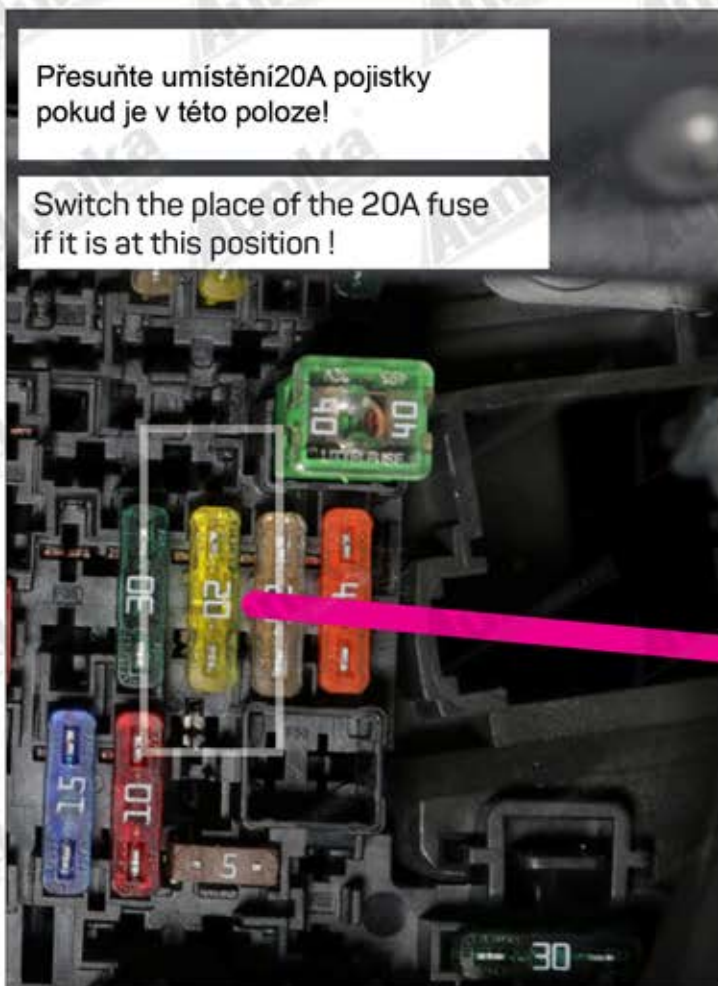 Přesuňte umístění20A pojistky
pokud je v této poloze!
Switch the place of the 20A fuse
if it is at this position !
40
40
30
20
4
15
10
5
30